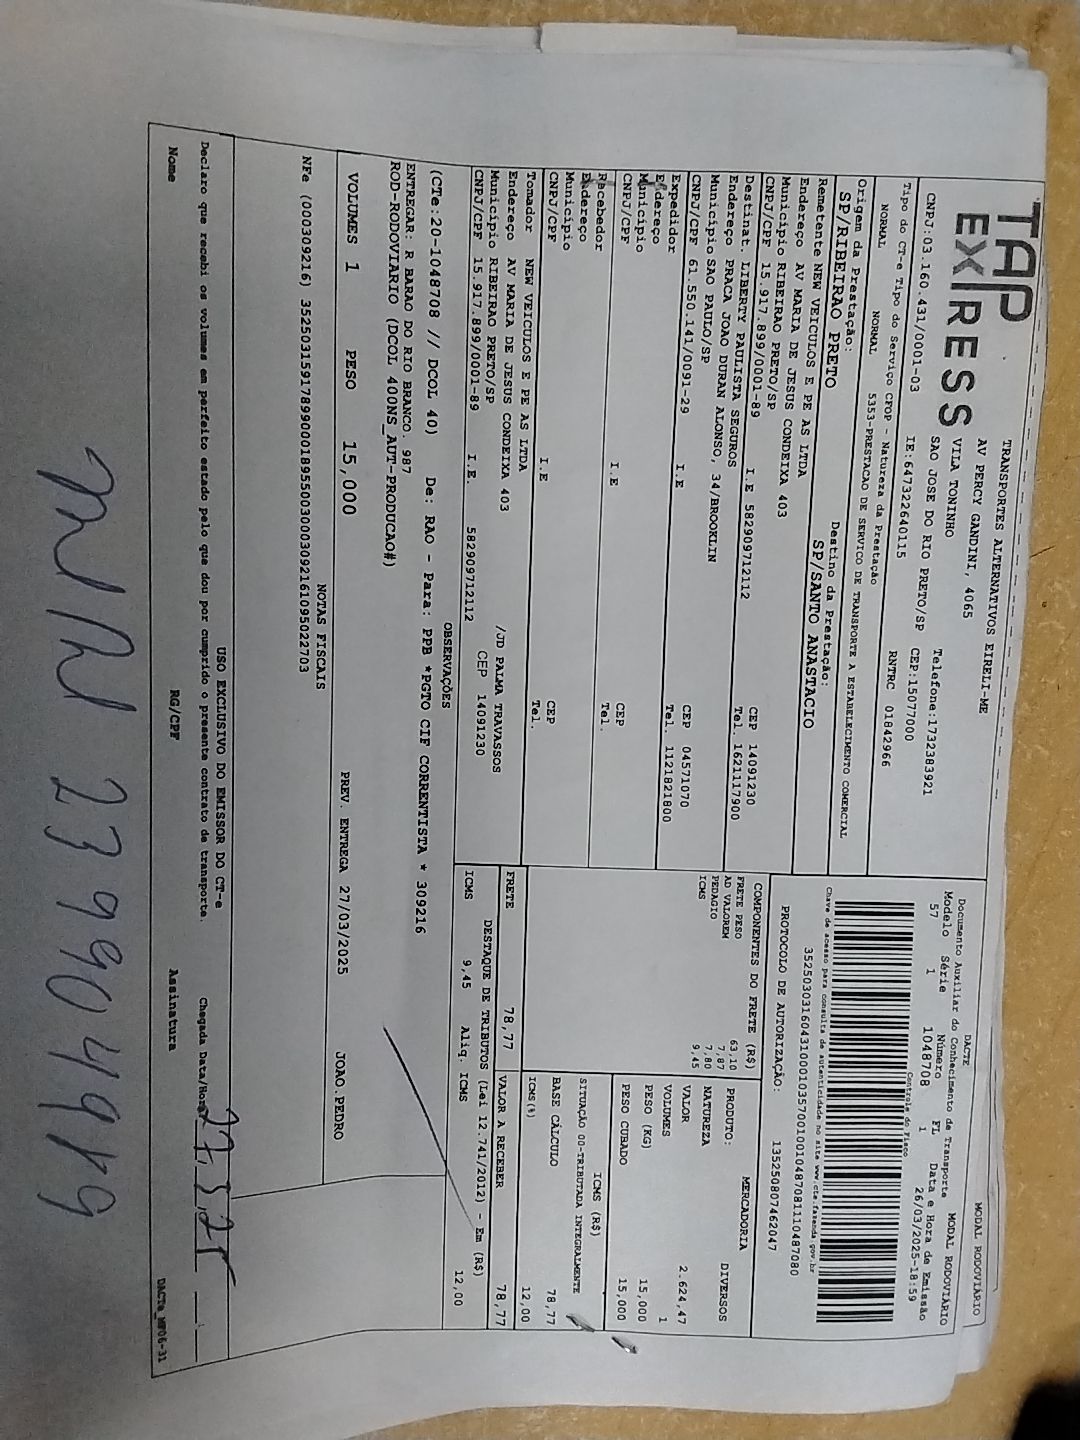 TAP EXPRESS
TRANSPORTES ALTERNATIVOS EIRELI-ME
AV PERCY GANDINI, 4065
VILA TONINHO
SAO JOSE DO RIO PRETO/SP
Telefone:1732383921
CEP:15077000
CNPJ:03.160.431/0001-03
IE:647322640115
RNTRC 01842966
MODAL RODOVIÁRIO
DACTE
Documento Auxiliar do Conhecimento de Transporte MODAL RODOVIÁRIO
Modelo Série Número FL Data e Hora de Emissão
57 1 1048708 1 26/03/2025-18:59
Controle do Fisco
Chave de acesso para consulta de autenticidade no site www.cte.fazenda.gov.br
PROTOCOLO DE AUTORIZAÇÃO: 135250807462047
Tipo do CT-e Tipo do Serviço CFOP - Natureza da Prestação
NORMAL NORMAL 5353-PRESTACAO DE SERVICO DE TRANSPORTE A ESTABELECIMENTO COMERCIAL
Origem da Prestação: Destino da Prestação:
SP/RIBEIRAO PRETO SP/SANTO ANASTACIO
Remetente NEW VEICULOS E PE AS LTDA
Endereço AV MARIA DE JESUS CONDEIXA 403
Município RIBEIRAO PRETO/SP CEP 14091230
CNPJ/CPF 15.917.899/0001-89 I.E 582909712112 Tel. 1621117900
Destinat. LIBERTY PAULISTA SEGUROS
Endereço PRACA JOAO DURAN ALONSO, 34/BROOKLIN
Município SAO PAULO/SP CEP 04571070
CNPJ/CPF 61.550.141/0091-29 I.E Tel. 1121821800
Expedidor
Endereço
Município CEP
CNPJ/CPF I.E Tel.
Recebedor
Endereço
Município CEP
CNPJ/CPF I.E Tel.
Tomador NEW VEICULOS E PE AS LTDA
Endereço AV MARIA DE JESUS CONDEIXA 403 /JD PALMA TRAVASSOS
Município RIBEIRAO PRETO/SP CEP 14091230
CNPJ/CPF 15.917.899/0001-89 I.E. 582909712112
COMPONENTES DO FRETE (R$)
FRETE PESO 63,10
AD VALOREM 7,87
PEDAGIO 7,80
ICMS 9,45
MERCADORIA
PRODUTO: DIVERSOS
NATUREZA
VALOR 2.624,47
VOLUMES 1
PESO (KG) 15,000
PESO CUBADO 15,000
ICMS (R$)
SITUAÇÃO 00-TRIBUTADA INTEGRALMENTE
BASE CÁLCULO 78,77
ICMS(%) 12,00
FRETE 78,77 VALOR A RECEBER 78,77
DESTAQUE DE TRIBUTOS (Lei 12.741/2012) - Em (R$)
ICMS 9,45 Aliq. ICMS 12,00
OBSERVAÇÕES
(CTe:20-1048708 /// DCOL 40) De: RAO - Para: PPB *PGTO CIF CORRENTISTA * 309216
ENTREGAR: R BARAO DO RIO BRANCO. 987
ROD-RODOVIARIO (DCOL 400NS_AUT-PRODUCAO#)
VOLUMES 1 PESO 15,000 PREV. ENTREGA 27/03/2025 JOAO.PEDRO
NOTAS FISCAIS
NFe (000309216) 35250315917899000189550030003092161095022703
USO EXCLUSIVO DO EMISSOR DO CT-e
Declaro que recebi os volumes em perfeito estado pelo que dou por cumprido o presente contrato de transporte. Chegada Data/Hora
Nome RG/CPF Assinatura
DACTe_MF06-31